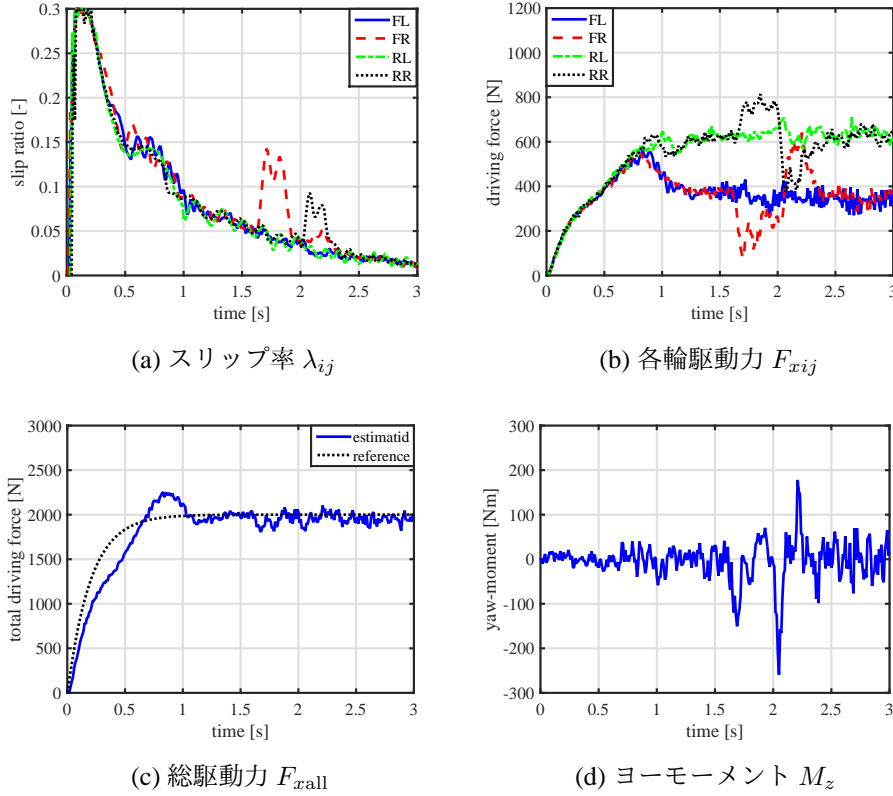 0.3
0.25
0.2
0.15
0.1
0.05
0
slip ratio [-]
FL
FR
RL
RR
0 0.5 1 1.5 2 2.5 3
time [s]
(a) スリップ率 λij
1200
1000
800
600
400
200
0
driving force [N]
FL
FR
RL
RR
0 0.5 1 1.5 2 2.5 3
time [s]
(b) 各輪駆動力 Fxij
3000
2500
2000
1500
1000
500
0
total driving force [N]
estimatid
reference
0 0.5 1 1.5 2 2.5 3
time [s]
(c) 総駆動力 Fxall
300
200
100
0
-100
-200
-300
yaw-moment [Nm]
0 0.5 1 1.5 2 2.5 3
time [s]
(d) ヨーモーメント Mz